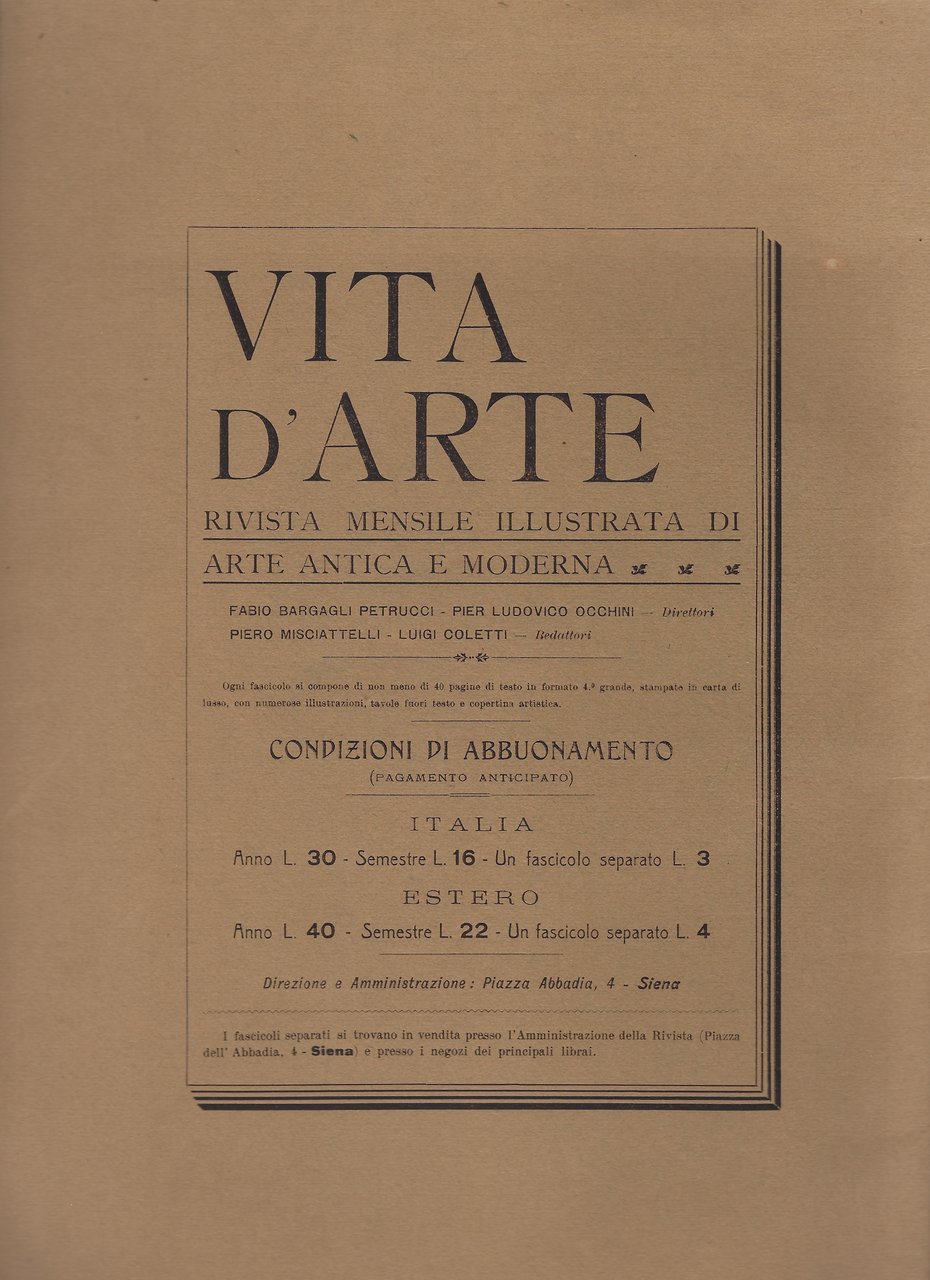 VITA
D'ARTE
RIVISTA MENSILE ILLUSTRATA DI
ARTE ANTICA E MODERNA
FABIO BARGAGLI PETRUCCI - PIER LUDOVICO OCCHINI — Direttori
PIERO MISCIATTELLI - LUIGI COLETTI — Redattori
Ogni fascicolo si compone di non meno di 40 pagine di testo in formato 4.º grande, stampate in carta di
lusso, con numerose illustrazioni, tavole fuori testo e copertina artistica.
CONDIZIONI DI ABBUONAMENTO
(PAGAMENTO ANTICIPATO)
ITALIA
Anno L. 30 - Semestre L. 16 - Un fascicolo separato L. 3
ESTERO
Anno L. 40 - Semestre L. 22 - Un fascicolo separato L. 4
Direzione e Amministrazione: Piazza Abbadia, 4 - Siena
I fascicoli separati si trovano in vendita presso l'Amministrazione della Rivista (Piazza
dell' Abbadia, 4 - Siena) e presso i negozi dei principali librai.